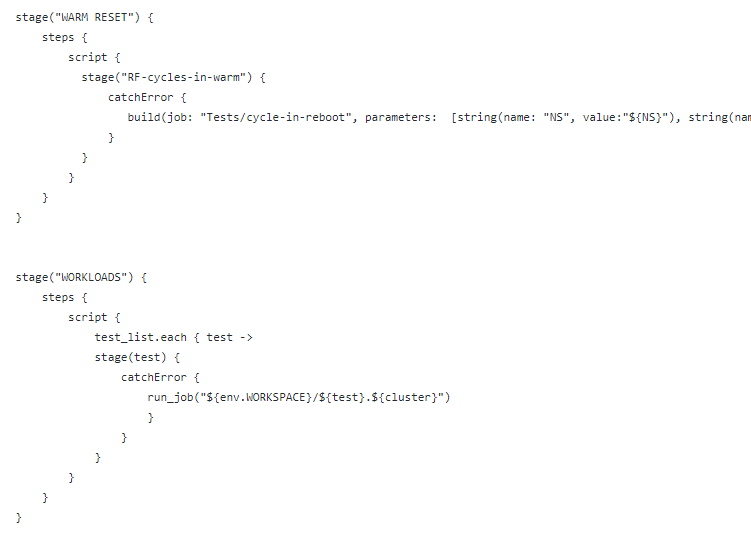 stage("WARM RESET") {
    steps {
        script {
          stage("RF-cycles-in-warm") {
              catchError {
                 build(job: "Tests/cycle-in-reboot", parameters:  [string(name: "NS", value:"${NS}"), string(
              }
          }
        }
    }
}
stage("WORKLOADS") {
    steps {
        script {
            test_list.each { test ->
            stage(test) {
                catchError {
                    run_job("${env.WORKSPACE}/${test}.${cluster}")
                    }
                }
            }
        }
    }
}